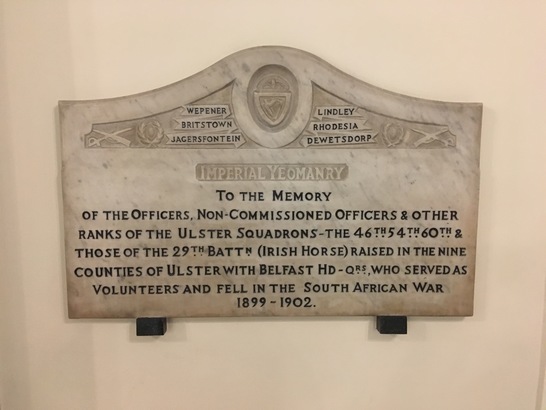 WEPENER
BRITSTOWN
JAGERSFONTEIN
LINDLEY
RHODESIA
DEWETSDORP
IMPERIAL YEOMANRY
TO THE MEMORY
OF THE OFFICERS, NON-COMMISSIONED OFFICERS & OTHER
RANKS OF THE ULSTER SQUADRONS-THE 46TH 54TH 60TH &
THOSE OF THE 29TH BATTN (IRISH HORSE) RAISED IN THE NINE
COUNTIES OF ULSTER WITH BELFAST HD-QRS, WHO SERVED AS
VOLUNTEERS AND FELL IN THE SOUTH AFRICAN WAR
1899-1902.